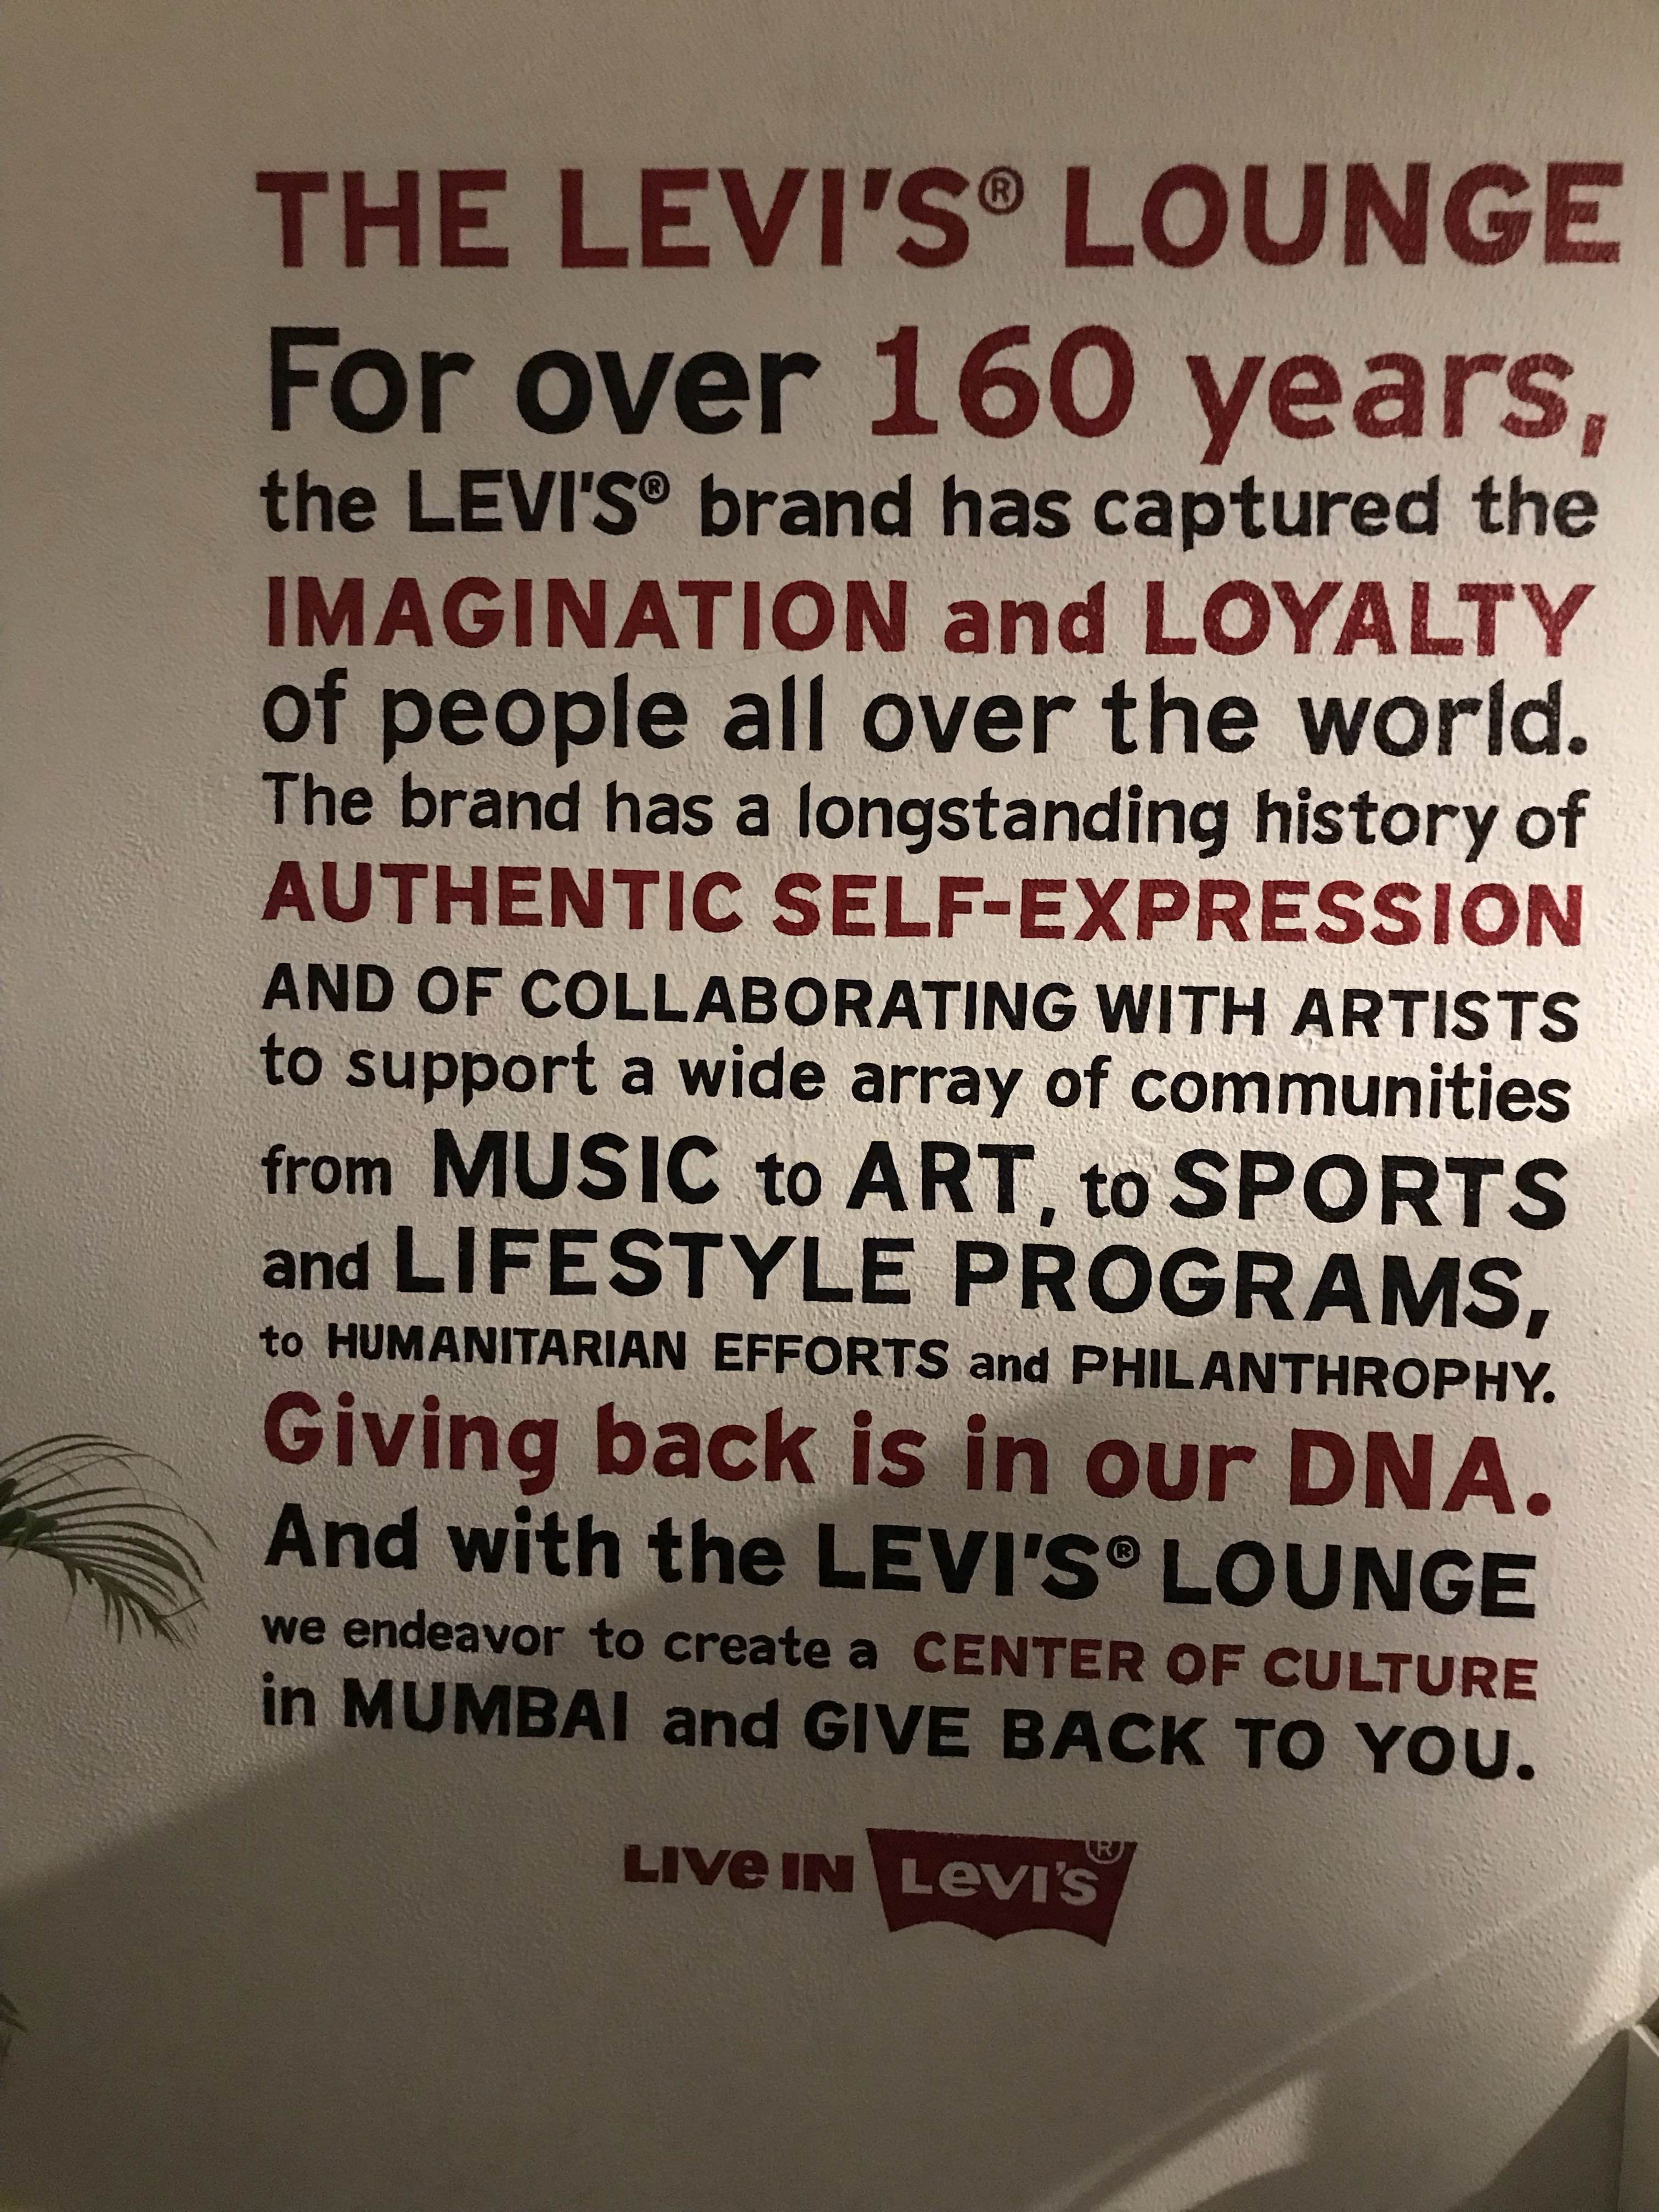 THE LEVI'S® LOUNGE
For over 160 years,
the LEVI'S® brand has captured the
IMAGINATION and LOYALTY
of people all over the world.
The brand has a longstanding history of
AUTHENTIC SELF-EXPRESSION
AND OF COLLABORATING WITH ARTISTS
to support a wide array of communities
from MUSIC to ART, to SPORTS
and LIFESTYLE PROGRAMS,
to HUMANITARIAN EFFORTS and PHILANTHROPHY.
Giving back is in our DNA.
And with the LEVI'S® LOUNGE
we endeavor to create a CENTER OF CULTURE
in MUMBAI and GIVE BACK TO YOU.
LIVe IN LeVI'S®